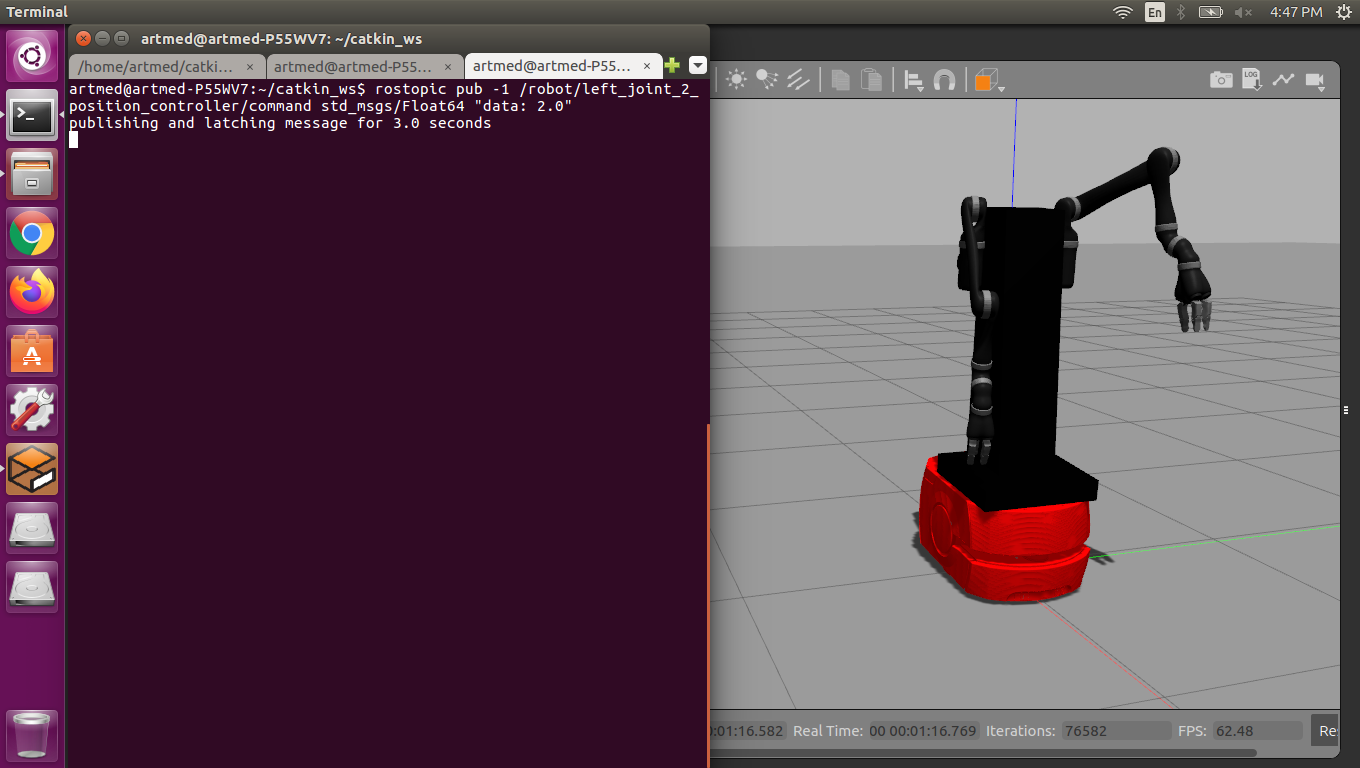 Terminal
En
4:47 PM
artmed@artmed-P55WV7: ~/catkin_ws
/home/artmed/catki... × artmed@artmed-P55... × artmed@artmed-P55... ×
artmed@artmed-P55WV7:~/catkin_ws$ rostopic pub -1 /robot/left_joint_2_
position_controller/command std_msgs/Float64 "data: 2.0"
publishing and latching message for 3.0 seconds
LOG
0:01:16.582 Real Time: 00 00:01:16.769 Iterations: 76582 FPS: 62.48 Res